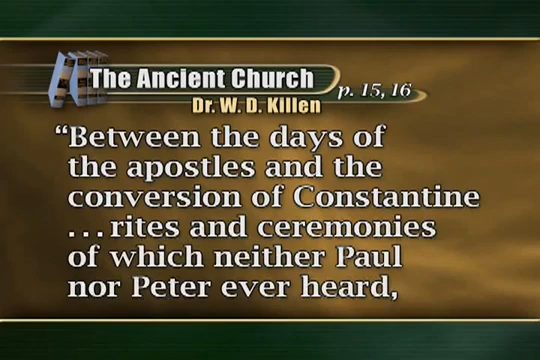 The Ancient Church
p. 15, 16
Dr. W. D. Killen
“Between the days of
the apostles and the
conversion of Constantine
...rites and ceremonies
of which neither Paul
nor Peter ever heard,